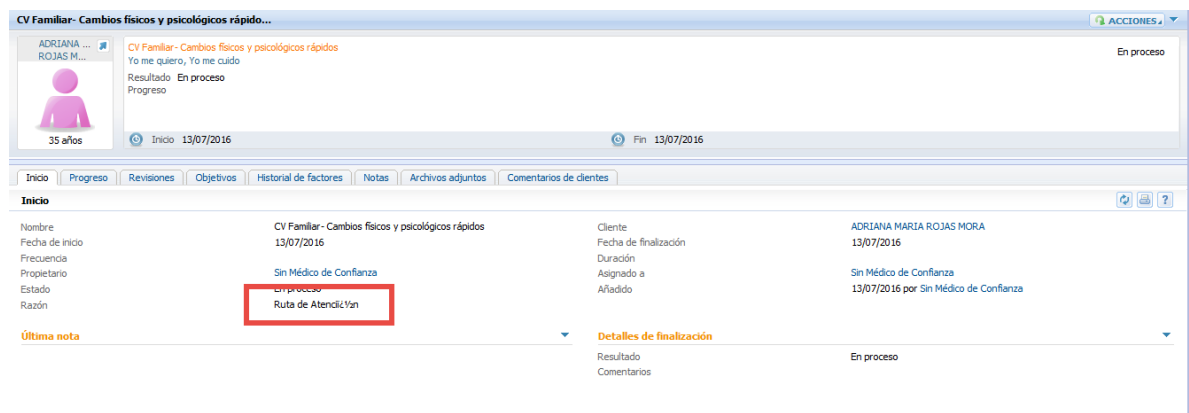 CV Familiar- Cambios físicos y psicológicos rápido...
ACCIONES
ADRIANA ...
ROJAS M...
35 años
CV Familiar- Cambios físicos y psicológicos rápidos
Yo me quiero, Yo me cuido
Resultado En proceso
Progreso
En proceso
Inicio 13/07/2016 Fin 13/07/2016
Inicio Progreso Revisiones Objetivos Historial de factores Notas Archivos adjuntos Comentarios de clientes
Inicio ?
Nombre CV Familiar- Cambios físicos y psicológicos rápidos Cliente ADRIANA MARIA ROJAS MORA
Fecha de inicio 13/07/2016 Fecha de finalización 13/07/2016
Frecuencia Duración
Propietario Sin Médico de Confianza Asignado a Sin Médico de Confianza
Estado En proceso Añadido 13/07/2016 por Sin Médico de Confianza
Razón Ruta de Atenciï¿½n
Última nota Detalles de finalización
Resultado En proceso
Comentarios